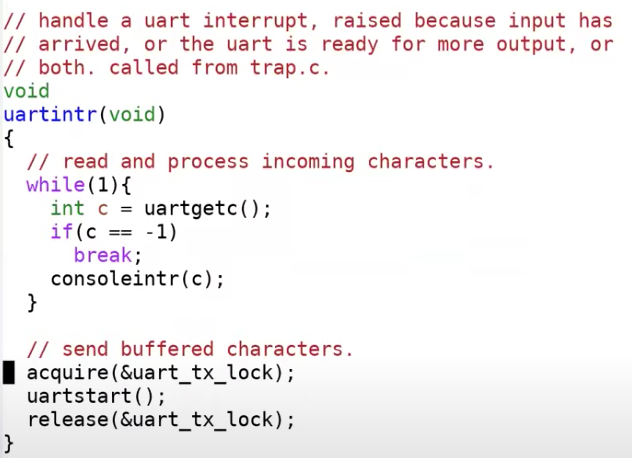 // handle a uart interrupt, raised because input has
// arrived, or the uart is ready for more output, or
// both. called from trap.c.
void
uartintr(void)
{
  // read and process incoming characters.
  while(1){
    int c = uartgetc();
    if(c == -1)
      break;
    consoleintr(c);
  }

  // send buffered characters.
  acquire(&uart_tx_lock);
  uartstart();
  release(&uart_tx_lock);
}